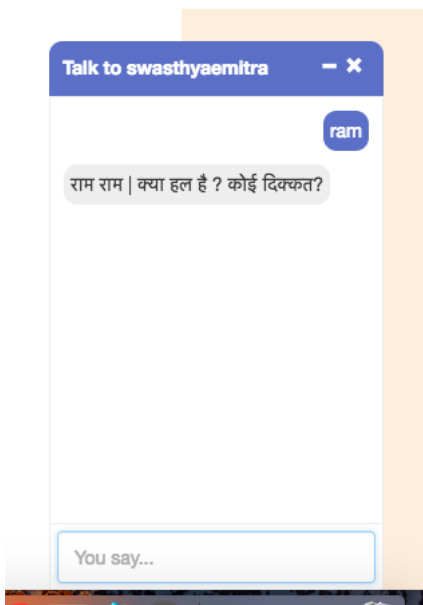 Talk to swasthyaemitra
ram
राम राम | क्या हल है ? कोई दिक्कत?
You say...